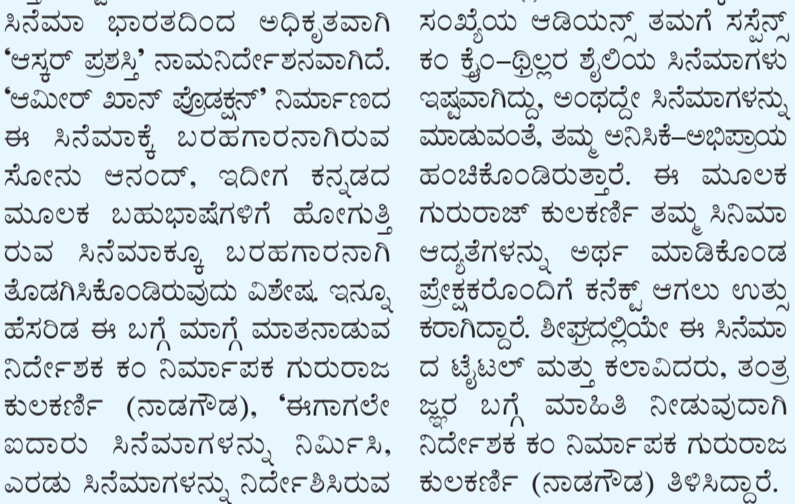 ಸಿನೆಮಾ ಭಾರತದಿಂದ ಅಧಿಕೃತವಾಗಿ
'ಆಸ್ಕರ್ ಪ್ರಶಸ್ತಿ' ನಾಮನಿರ್ದೇಶನವಾಗಿದೆ.
'ಆಮೀರ್ ಖಾನ್ ಪ್ರೊಡಕ್ಷನ್' ನಿರ್ಮಾಣದ
ಈ ಸಿನೆಮಾಕ್ಕೆ ಬರಹಗಾರನಾಗಿರುವ
ಸೋನು ಆನಂದ್, ಇದೀಗ ಕನ್ನಡದ
ಮೂಲಕ ಬಹುಭಾಷೆಗಳಿಗೆ ಹೋಗುತ್ತಿ
ರುವ ಸಿನೆಮಾಕ್ಕೂ ಬರಹಗಾರನಾಗಿ
ತೊಡಗಿಸಿಕೊಂಡಿರುವುದು ವಿಶೇಷ. ಇನ್ನೂ
ಹೆಸರಿಡ ಈ ಬಗ್ಗೆ ಮಾಗ್ಗೆ ಮಾತನಾಡುವ
ನಿರ್ದೇಶಕ ಕಂ ನಿರ್ಮಾಪಕ ಗುರುರಾಜ
ಕುಲಕರ್ಣಿ (ನಾಡಗೌಡ), 'ಈಗಾಗಲೇ
ಐದಾರು ಸಿನೆಮಾಗಳನ್ನು ನಿರ್ಮಿಸಿ,
ಎರಡು ಸಿನೆಮಾಗಳನ್ನು ನಿರ್ದೇಶಿಸಿರುವ
ಸಂಖ್ಯೆಯ ಆಡಿಯನ್ಸ್ ತಮಗೆ ಸಸ್ಪೆನ್ಸ್
ಕಂ ಕ್ರೈಂ-ಥ್ರಿಲ್ಲರ ಶೈಲಿಯ ಸಿನೆಮಾಗಳು
ಇಷ್ಟವಾಗಿದ್ದು, ಅಂಥದ್ದೇ ಸಿನೆಮಾಗಳನ್ನು
ಮಾಡುವಂತೆ, ತಮ್ಮ ಅನಿಸಿಕೆ-ಅಭಿಪ್ರಾಯ
ಹಂಚಿಕೊಂಡಿರುತ್ತಾರೆ. ಈ ಮೂಲಕ
ಗುರುರಾಜ್ ಕುಲಕರ್ಣಿ ತಮ್ಮ ಸಿನಿಮಾ
ಆದ್ಯತೆಗಳನ್ನು ಅರ್ಥ ಮಾಡಿಕೊಂಡ
ಪ್ರೇಕ್ಷಕರೊಂದಿಗೆ ಕನೆಕ್ಟ್ ಆಗಲು ಉತ್ಸು
ಕರಾಗಿದ್ದಾರೆ. ಶೀಘ್ರದಲ್ಲಿಯೇ ಈ ಸಿನೆಮಾ
ದ ಟೈಟಲ್ ಮತ್ತು ಕಲಾವಿದರು, ತಂತ್ರ
ಜ್ಞರ ಬಗ್ಗೆ ಮಾಹಿತಿ ನೀಡುವುದಾಗಿ
ನಿರ್ದೇಶಕ ಕಂ ನಿರ್ಮಾಪಕ ಗುರುರಾಜ
ಕುಲಕರ್ಣಿ (ನಾಡಗೌಡ) ತಿಳಿಸಿದ್ದಾರೆ.